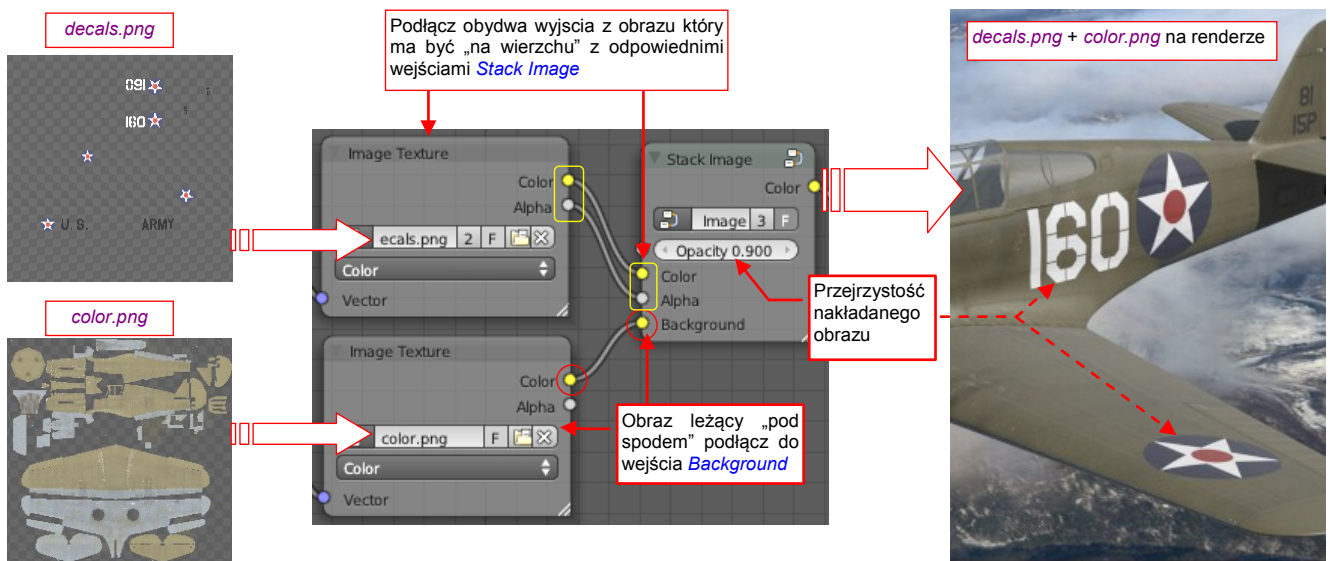 decals.png
091
160
U. S. ARMY
color.png
Podłącz obydwa wyjscia z obrazu który
ma być „na wierzchu” z odpowiednimi
wejściami Stack Image
Image Texture
Color
Alpha
ecals.png 2 F
Color
Vector
Image Texture
Color
Alpha
color.png F
Color
Vector
Stack Image
Color
Image 3 F
Opacity 0.900
Color
Alpha
Background
Przejrzystość
nakładanego
obrazu
Obraz leżący „pod
spodem” podłącz do
wejścia Background
decals.png + color.png na renderze
81
15P
160